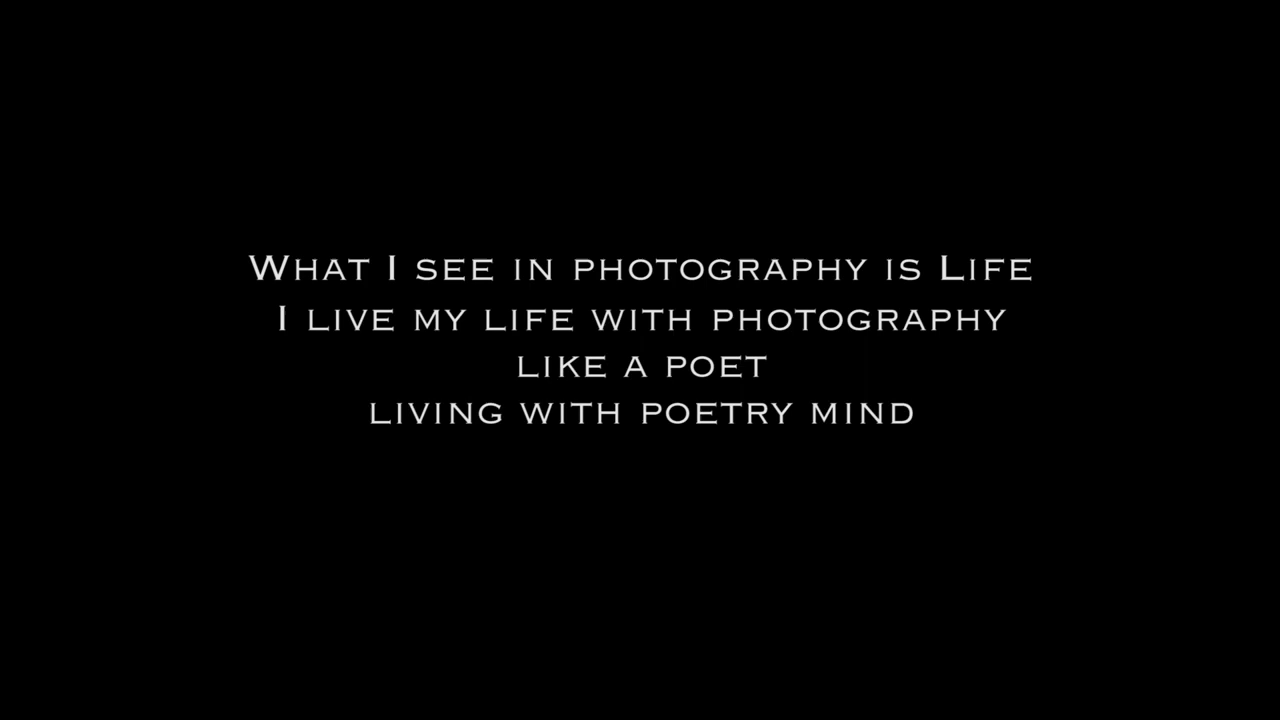 What I see in photography is Life
I live my life with photography
like a poet
living with poetry mind